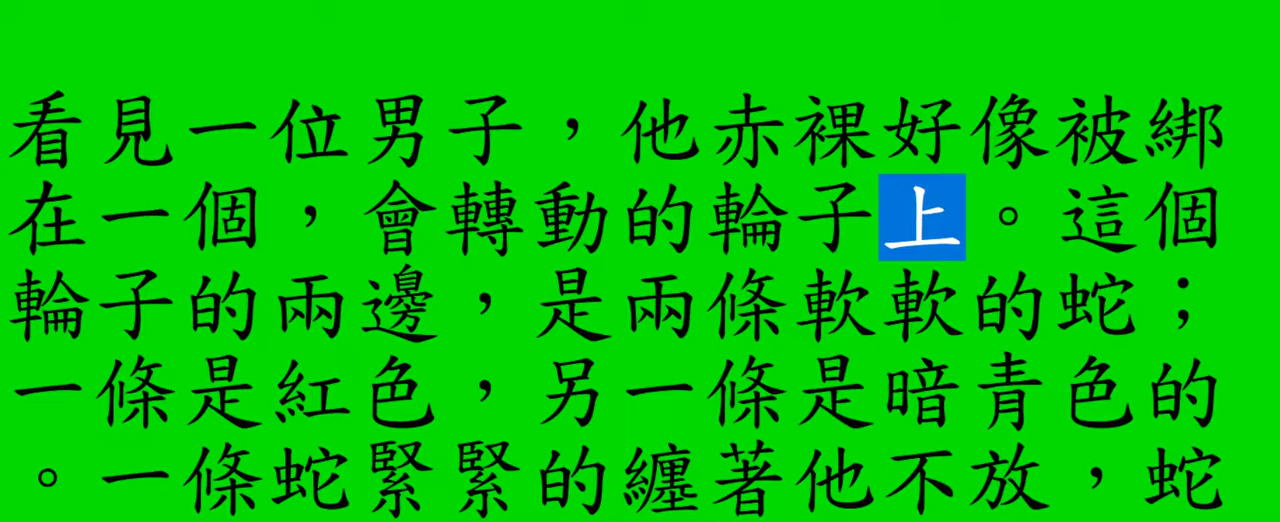 看見一位男子，他赤裸好像被綁
在一個，會轉動的輪子上。這個
輪子的兩邊，是兩條軟軟的蛇；
一條是紅色，另一條是暗青色的
。一條蛇緊緊的纏著他不放，蛇